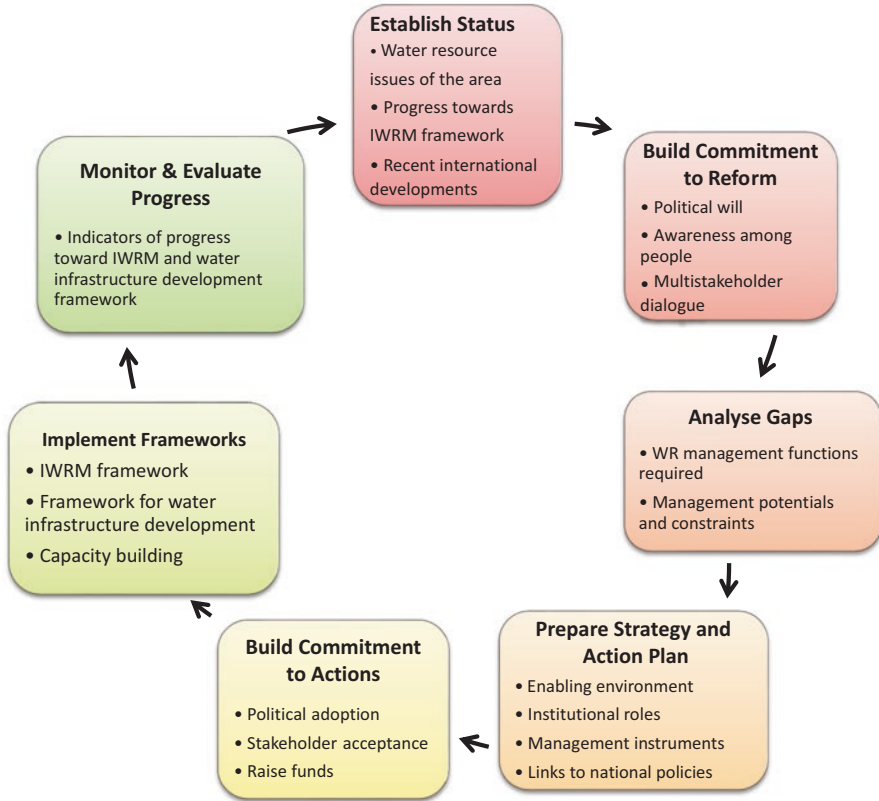 Establish Status
• Water resource
issues of the area
• Progress towards
IWRM framework
• Recent international
developments
Build Commitment
to Reform
• Political will
• Awareness among
people
• Multistakeholder
dialogue
Analyse Gaps
• WR management functions
required
• Management potentials
and constraints
Prepare Strategy and
Action Plan
• Enabling environment
• Institutional roles
• Management instruments
• Links to national policies
Build Commitment
to Actions
• Political adoption
• Stakeholder acceptance
• Raise funds
Implement Frameworks
• IWRM framework
• Framework for water
infrastructure development
• Capacity building
Monitor & Evaluate
Progress
• Indicators of progress
toward IWRM and water
infrastructure development
framework